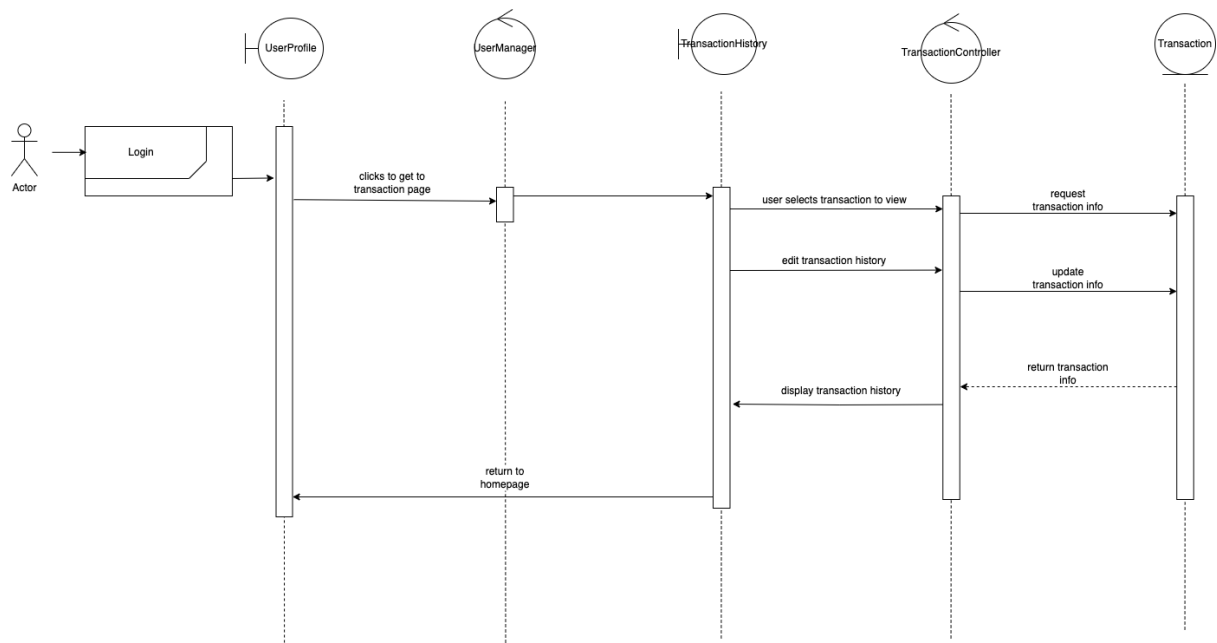 UserProfile
UserManager
TransactionHistory
TransactionController
Transaction
Login
Actor
clicks to get to
transaction page
user selects transaction to view
request
transaction info
edit transaction history
update
transaction info
return transaction
info
display transaction history
return to
homepage